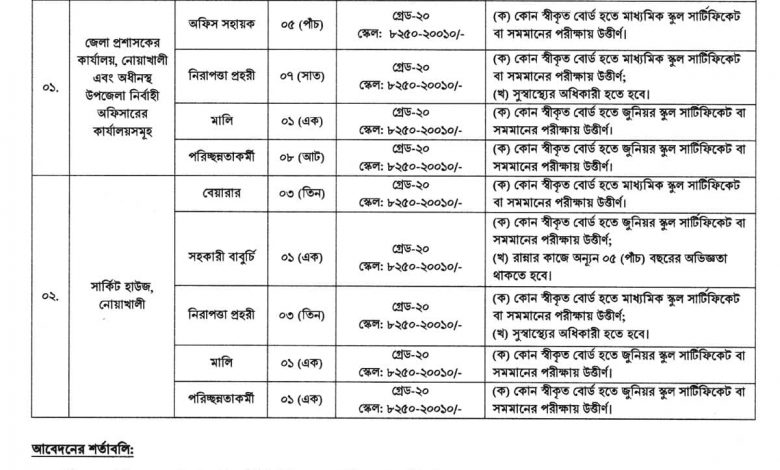 ০১.
জেলা প্রশাসকের
কার্যালয়, নোয়াখালী
এবং অধীনস্থ
উপজেলা নির্বাহী
অফিসারের
কার্যালয়সমূহ
অফিস সহায়ক
০৫ (পাঁচ)
গ্রেড-২০
স্কেল: ৮২৫০-২০০১০/-
(ক) কোন স্বীকৃত বোর্ড হতে মাধ্যমিক স্কুল সার্টিফিকেট
বা সমমানের পরীক্ষায় উত্তীর্ণ।
নিরাপত্তা প্রহরী
০৭ (সাত)
গ্রেড-২০
স্কেল: ৮২৫০-২০০১০/-
(ক) কোন স্বীকৃত বোর্ড হতে মাধ্যমিক স্কুল সার্টিফিকেট
বা সমমানের পরীক্ষায় উত্তীর্ণ;
(খ) সুস্বাস্থ্যের অধিকারী হতে হবে।
মালি
০১ (এক)
গ্রেড-২০
স্কেল: ৮২৫০-২০০১০/-
(ক) কোন স্বীকৃত বোর্ড হতে জুনিয়র স্কুল সার্টিফিকেট বা
সমমানের পরীক্ষায় উত্তীর্ণ।
পরিচ্ছন্নতাকর্মী
০৮ (আট)
গ্রেড-২০
স্কেল: ৮২৫০-২০০১০/-
(ক) কোন স্বীকৃত বোর্ড হতে জুনিয়র স্কুল সার্টিফিকেট বা
সমমানের পরীক্ষায় উত্তীর্ণ।
০২.
সার্কিট হাউজ,
নোয়াখালী
বেয়ারার
০৩ (তিন)
গ্রেড-২০
স্কেল: ৮২৫০-২০০১০/-
(ক) কোন স্বীকৃত বোর্ড হতে মাধ্যমিক স্কুল সার্টিফিকেট
বা সমমানের পরীক্ষায় উত্তীর্ণ।
সহকারী বাবুর্চি
০১ (এক)
গ্রেড-২০
স্কেল: ৮২৫০-২০০১০/-
(ক) কোন স্বীকৃত বোর্ড হতে জুনিয়র স্কুল সার্টিফিকেট বা
সমমানের পরীক্ষায় উত্তীর্ণ;
(খ) রান্নার কাজে অন্যূন ০৫ (পাঁচ) বছরের অভিজ্ঞতা
থাকতে হবে।
নিরাপত্তা প্রহরী
০৩ (তিন)
গ্রেড-২০
স্কেল: ৮২৫০-২০০১০/-
(ক) কোন স্বীকৃত বোর্ড হতে মাধ্যমিক স্কুল সার্টিফিকেট
বা সমমানের পরীক্ষায় উত্তীর্ণ;
(খ) সুস্বাস্থ্যের অধিকারী হতে হবে।
মালি
০১ (এক)
গ্রেড-২০
স্কেল: ৮২৫০-২০০১০/-
(ক) কোন স্বীকৃত বোর্ড হতে জুনিয়র স্কুল সার্টিফিকেট বা
সমমানের পরীক্ষায় উত্তীর্ণ।
পরিচ্ছন্নতাকর্মী
০১ (এক)
গ্রেড-২০
স্কেল: ৮২৫০-২০০১০/-
(ক) কোন স্বীকৃত বোর্ড হতে জুনিয়র স্কুল সার্টিফিকেট বা
সমমানের পরীক্ষায় উত্তীর্ণ।
আবেদনের শর্তাবলি: